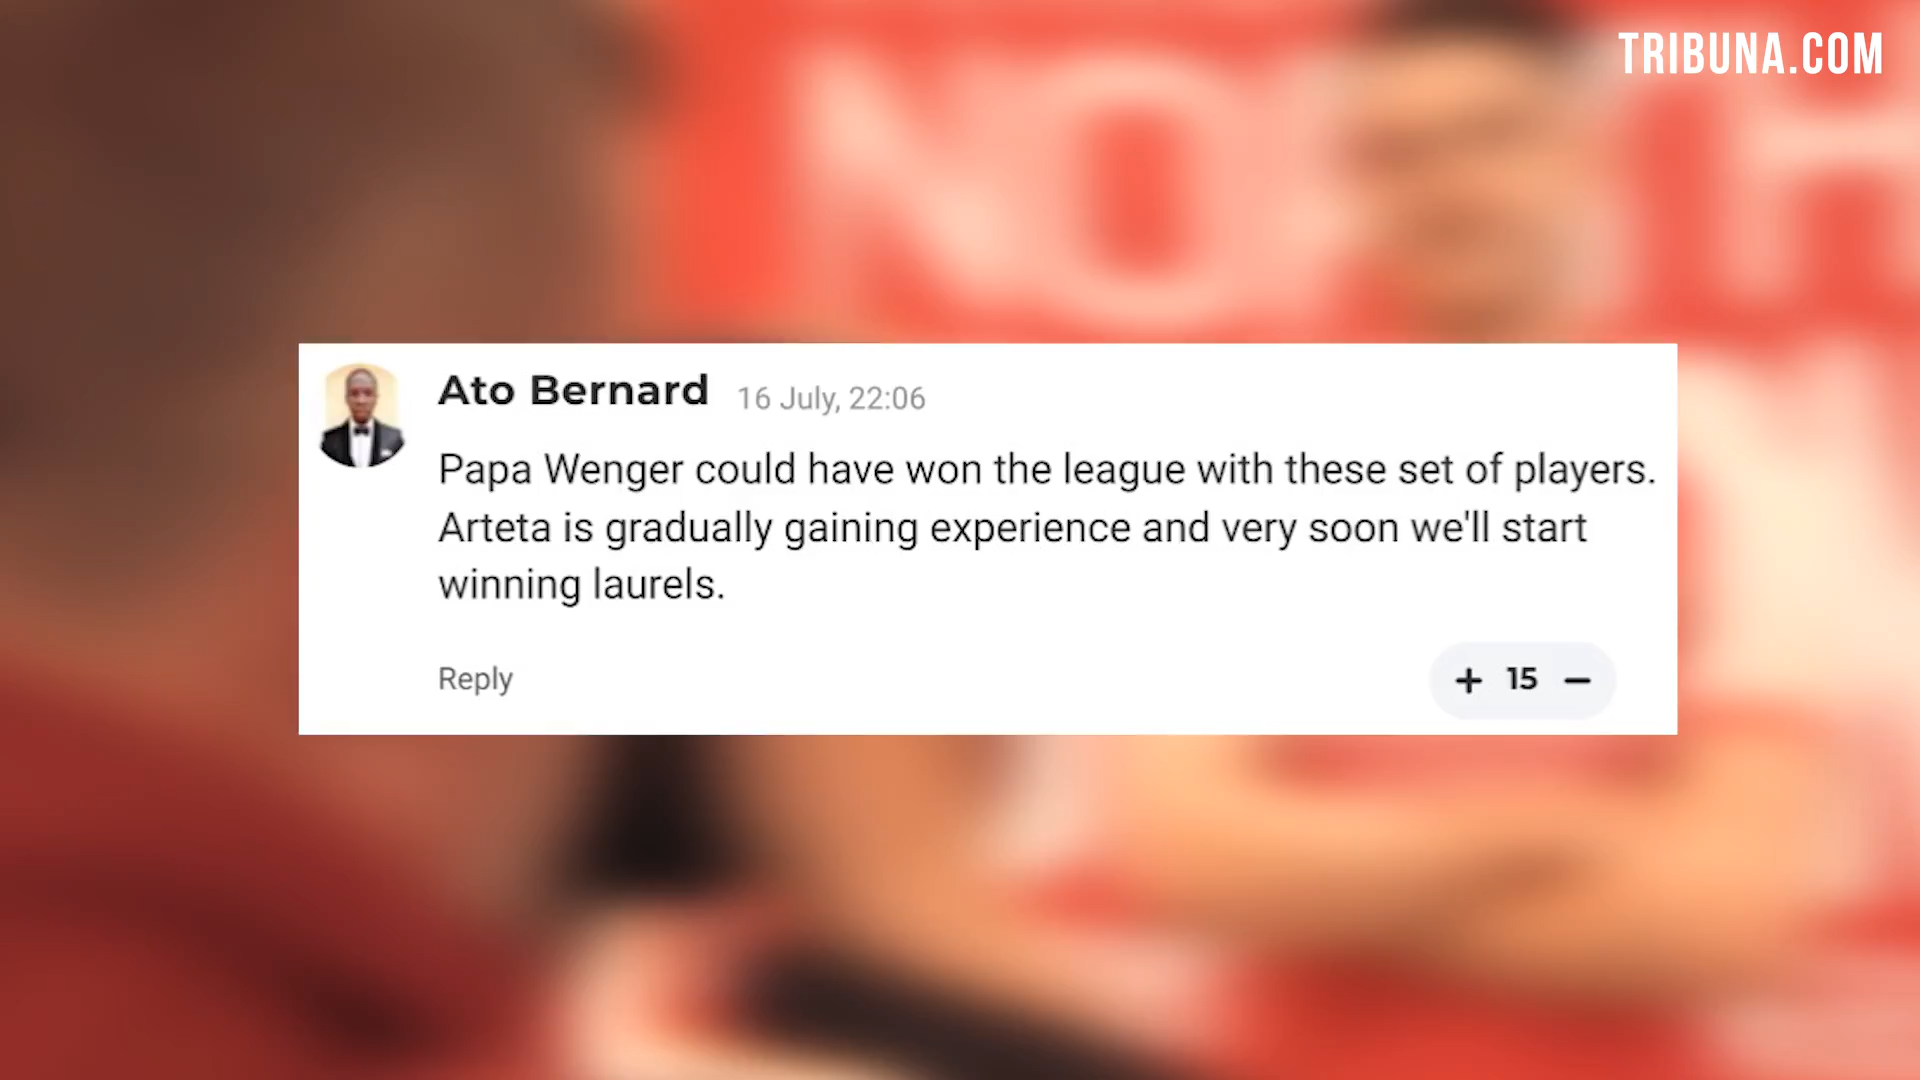 TRIBUNA.COM
Ato Bernard 16 July, 22:06
Papa Wenger could have won the league with these set of players.
Arteta is gradually gaining experience and very soon we'll start
winning laurels.
Reply + 15 −